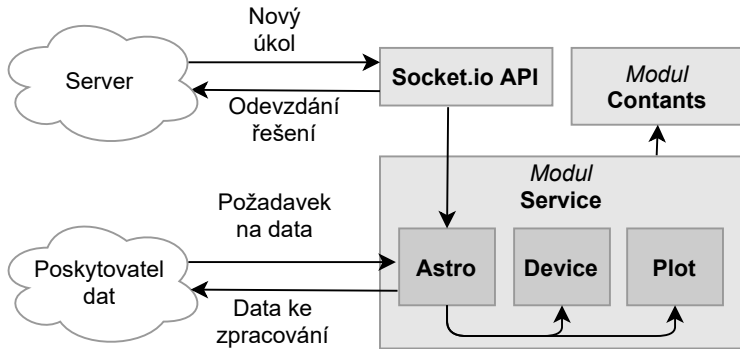 Nový
úkol
Server
Socket.io API
Modul
Contants
Odevzdání
řešení
Modul
Service
Požadavek
na data
Poskytovatel
dat
Astro
Device
Plot
Data ke
zpracování